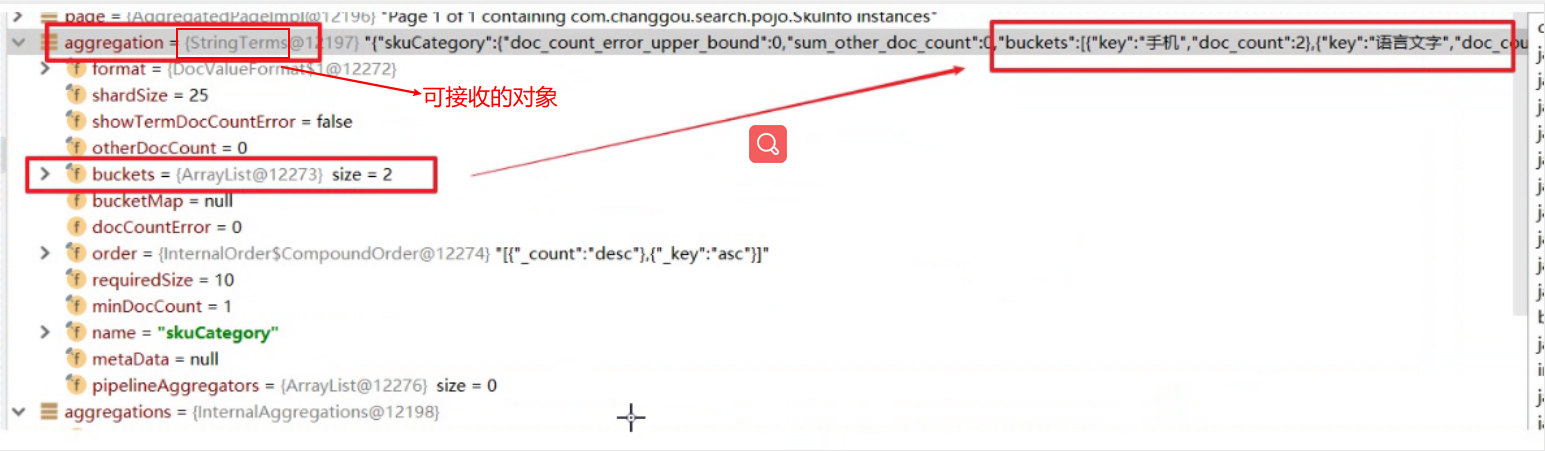 page = {AggregatedPageImpl@12196} "Page 1 of 1 containing com.changgou.search.pojo.SkuInfo instances"
aggregation = {StringTerms@12197} "{"skuCategory":{"doc_count_error_upper_bound":0,"sum_other_doc_count":0,"buckets":[{"key":"手机","doc_count":2},{"key":"语言文字","doc_cou
format = {DocValueFormat$1@12272}
可接收的对象
shardSize = 25
showTermDocCountError = false
otherDocCount = 0
buckets = {ArrayList@12273} size = 2
bucketMap = null
docCountError = 0
order = {InternalOrder$CompoundOrder@12274} "[{"_count":"desc"},{"_key":"asc"}]"
requiredSize = 10
minDocCount = 1
name = "skuCategory"
metaData = null
pipelineAggregators = {ArrayList@12276} size = 0
aggregations = {InternalAggregations@12198}